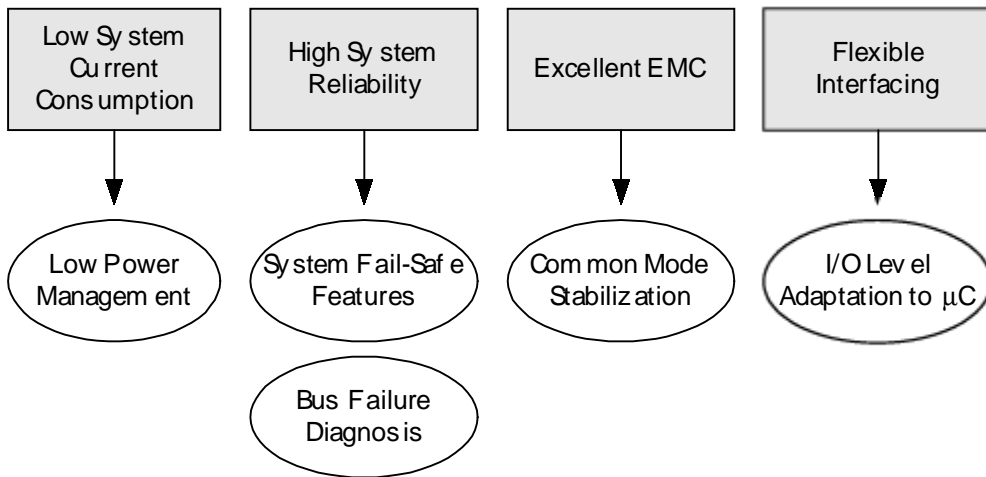 Low System
Current
Consumption
High System
Reliability
Excellent EMC
Flexible
Interfacing
Low Power
Management
System Fail-Safe
Features
Common Mode
Stabilization
I/O Level
Adaptation to µC
Bus Failure
Diagnosis